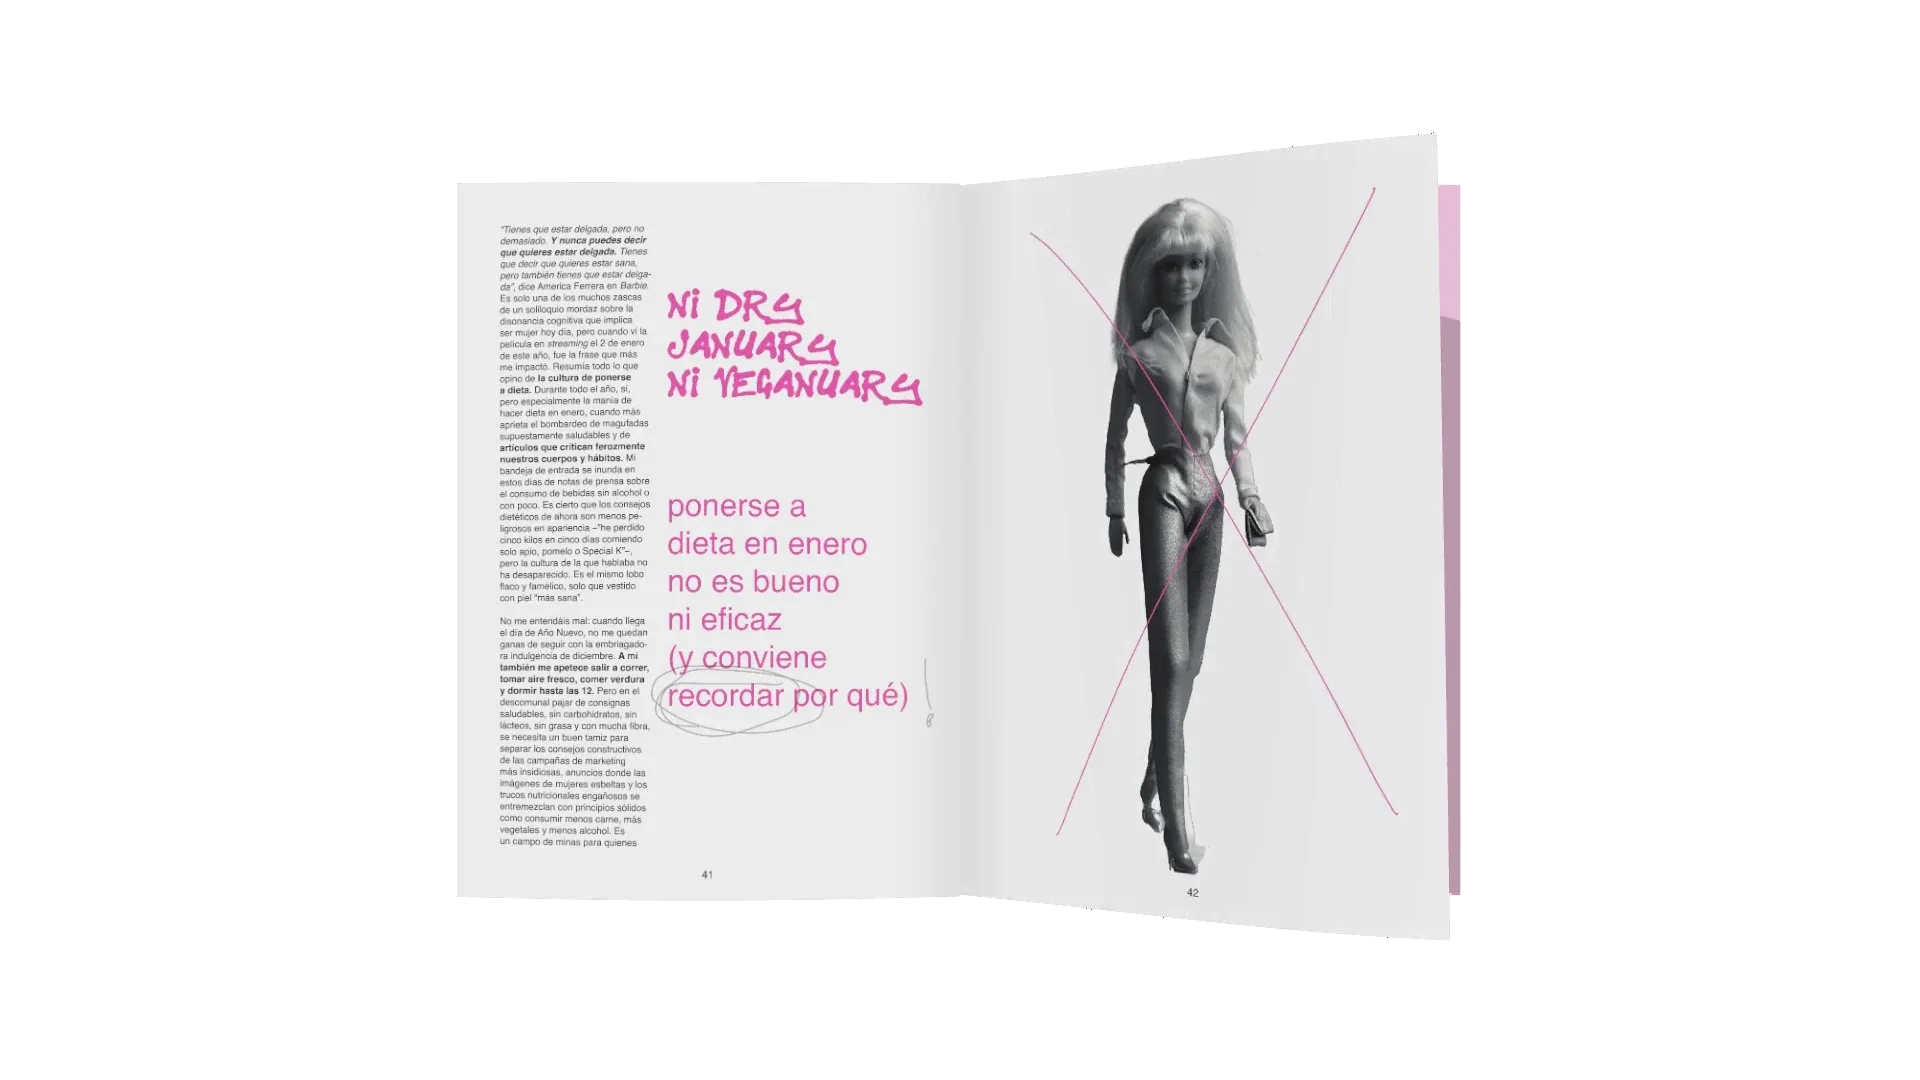 "Tienes que estar delgada, pero no
demasiado. Y nunca puedes decir
que quieres estar delgada. Tienes
que decir que quieres estar sana,
pero también tienes que estar delga-
da", dice America Ferrera en Barbie.
Es solo una de los muchos zascas
de un soliloquio mordaz sobre la
disonancia cognitiva que implica
ser mujer hoy día, pero cuando vi la
película en streaming el 2 de enero
de este año, fue la frase que más
me impactó. Resumía todo lo que
opino de la cultura de ponerse
a dieta. Durante todo el año, sí,
pero especialmente la manía de
hacer dieta en enero, cuando más
aprieta el bombardeo de magufadas
supuestamente saludables y de
artículos que critican ferozmente
nuestros cuerpos y hábitos. Mi
bandeja de entrada se inunda en
estos días de notas de prensa sobre
el consumo de bebidas sin alcohol o
con poco. Es cierto que los consejos
dietéticos de ahora son menos pe-
ligrosos en apariencia –"he perdido
cinco kilos en cinco días comiendo
solo apio, pomelo o Special K"–,
pero la cultura de la que hablaba no
ha desaparecido. Es el mismo lobo
flaco y famélico, solo que vestido
con piel "más sana".
No me entendáis mal: cuando llega
el día de Año Nuevo, no me quedan
ganas de seguir con la embriagado-
ra indulgencia de diciembre. A mí
también me apetece salir a correr,
tomar aire fresco, comer verdura
y dormir hasta las 12. Pero en el
descomunal pajar de consignas
saludables, sin carbohidratos, sin
lácteos, sin grasa y con mucha fibra,
se necesita un buen tamiz para
separar los consejos constructivos
de las campañas de marketing
más insidiosas, anuncios donde las
imágenes de mujeres esbeltas y los
trucos nutricionales engañosos se
entremezclan con principios sólidos
como consumir menos carne, más
vegetales y menos alcohol. Es
un campo de minas para quienes
Ni DRY
JANUARY
Ni VEGANUARY
ponerse a
dieta en enero
no es bueno
ni eficaz
(y conviene
recordar por qué)
41
42